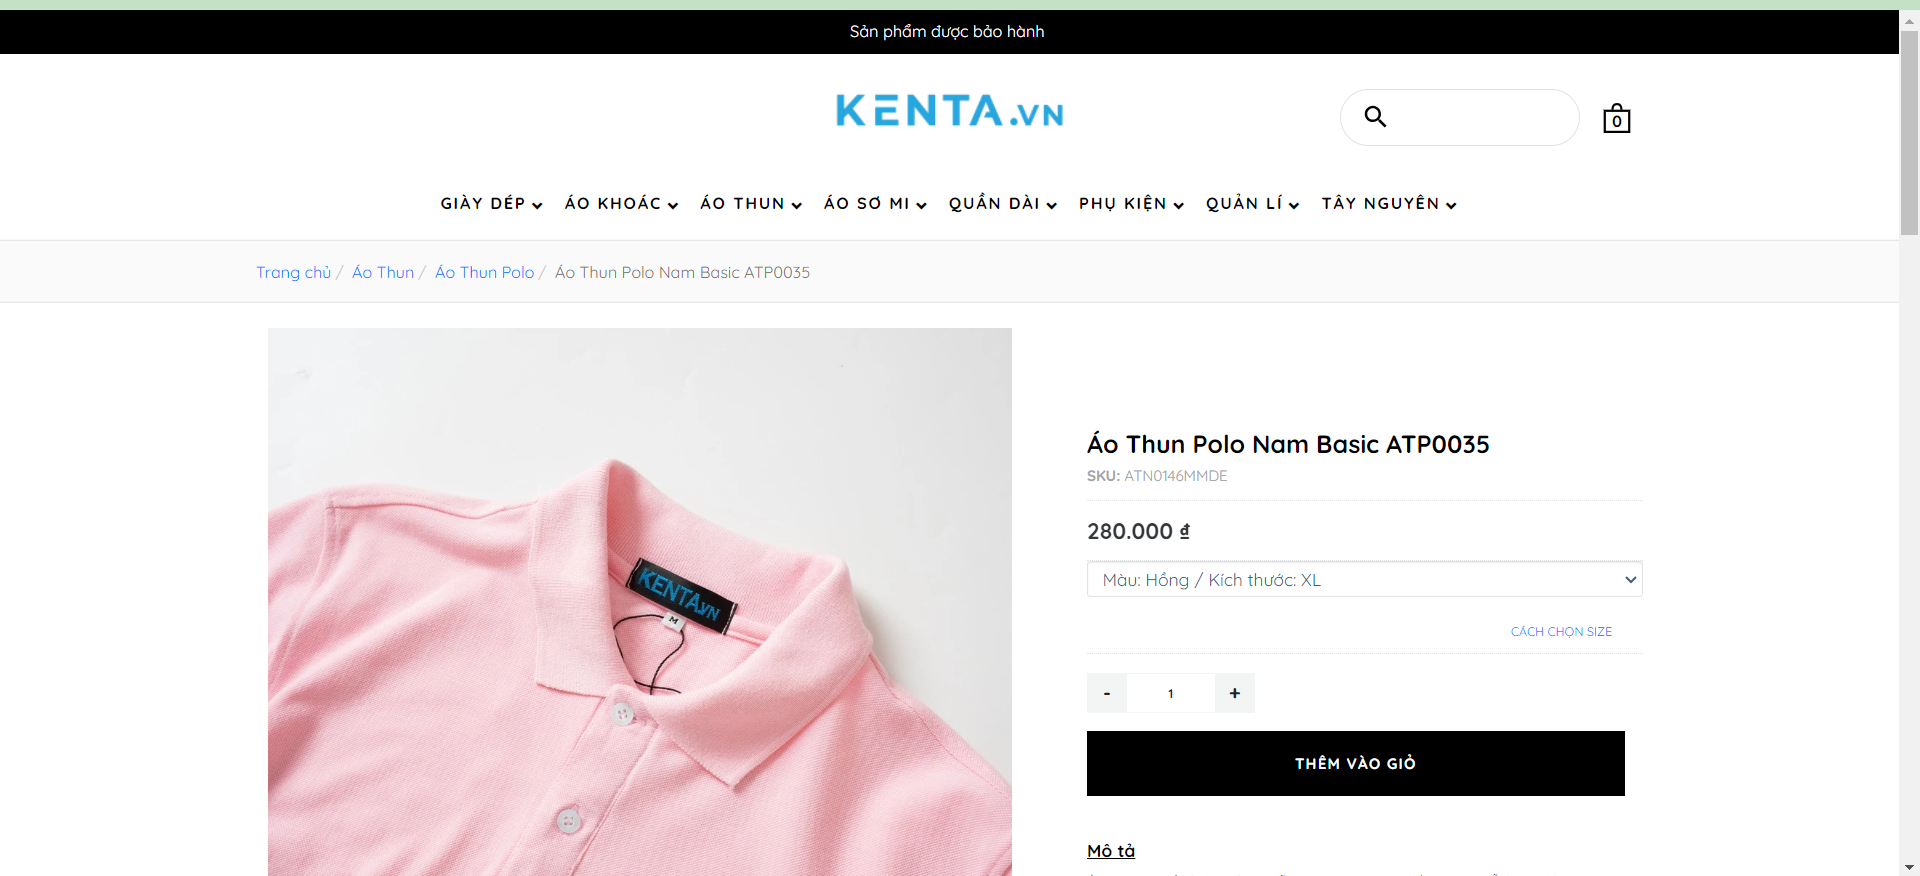 Sản phẩm được bảo hành
KENTA.VN
0
GIÀY DÉP ÁO KHOÁC ÁO THUN ÁO SƠ MI QUẦN DÀI PHỤ KIỆN QUẢN LÍ TÂY NGUYÊN
Trang chủ / Áo Thun / Áo Thun Polo / Áo Thun Polo Nam Basic ATP0035
KENTA.VN
M
Áo Thun Polo Nam Basic ATP0035
SKU: ATN0146MMDE
280.000 ₫
Màu: Hồng / Kích thước: XL
CÁCH CHỌN SIZE
- 1 +
THÊM VÀO GIỎ
Mô tả